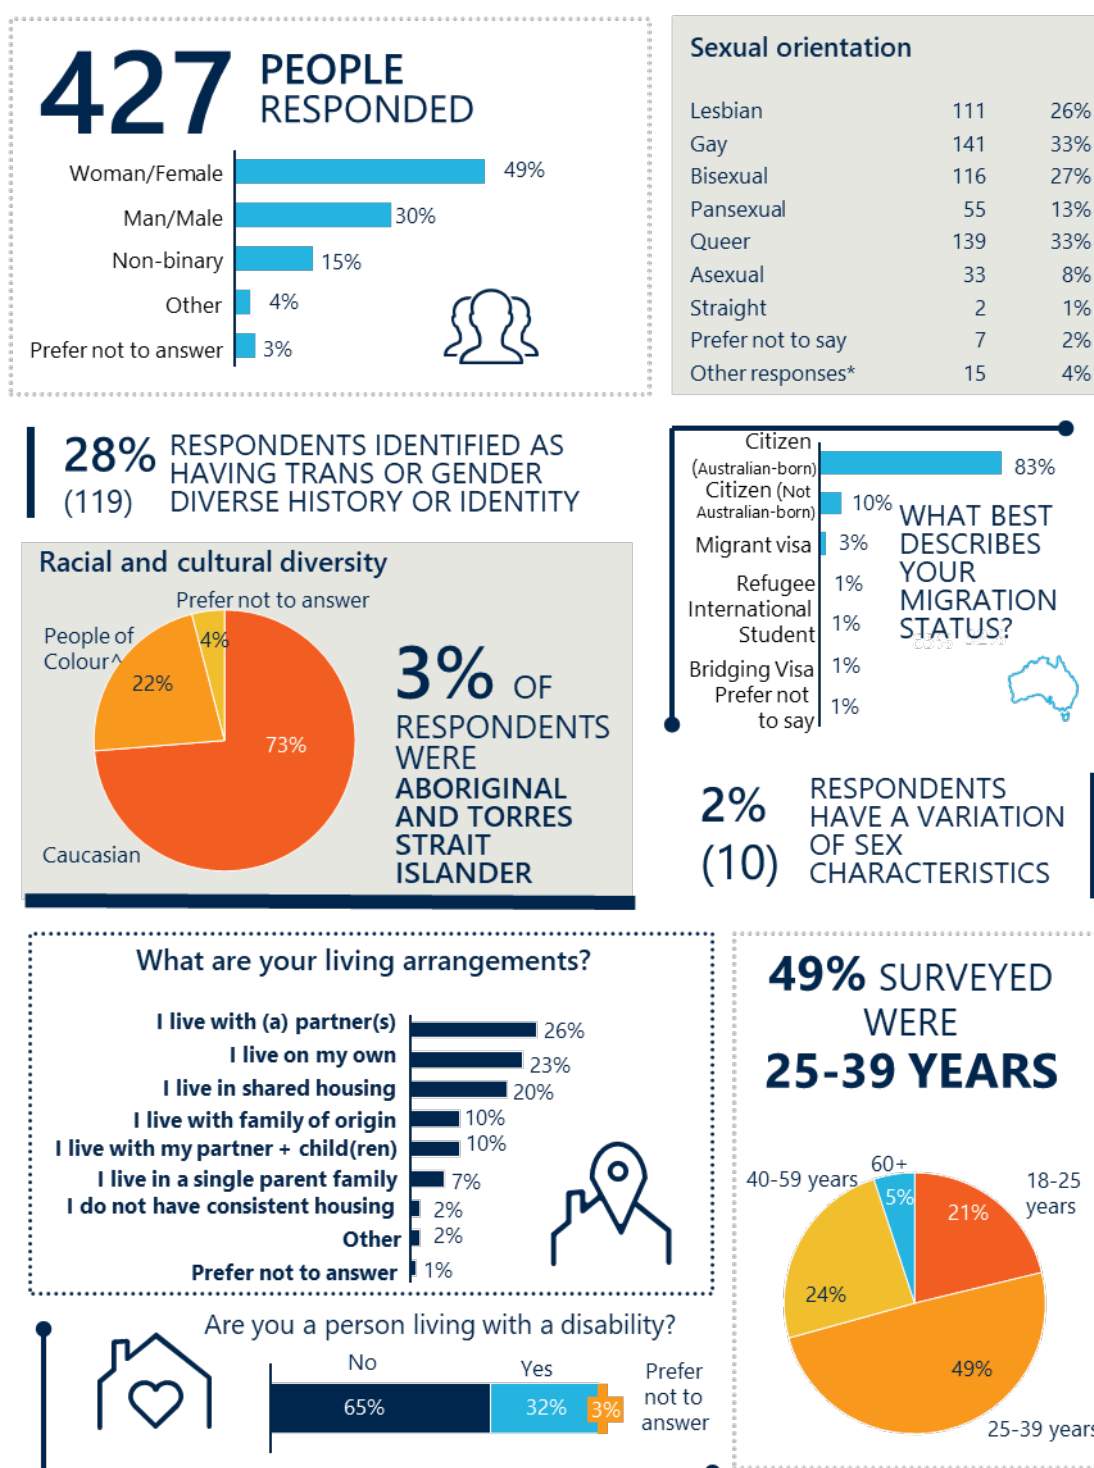 427 PEOPLE
RESPONDED
Woman/Female 49%
Man/Male 30%
Non-binary 15%
Other 4%
Prefer not to answer 3%
Sexual orientation
Lesbian 111 26%
Gay 141 33%
Bisexual 116 27%
Pansexual 55 13%
Queer 139 33%
Asexual 33 8%
Straight 2 1%
Prefer not to say 7 2%
Other responses* 15 4%
28% RESPONDENTS IDENTIFIED AS
HAVING TRANS OR GENDER
(119) DIVERSE HISTORY OR IDENTITY
Citizen
(Australian-born) 83%
Citizen (Not
Australian-born) 10%
Migrant visa 3%
Refugee 1%
International
Student 1%
Bridging Visa 1%
Prefer not
to say 1%
WHAT BEST
DESCRIBES
YOUR
MIGRATION
STATUS?
Racial and cultural diversity
Prefer not to answer
4%
People of
Colour^
22%
73%
Caucasian
3% OF
RESPONDENTS
WERE
ABORIGINAL
AND TORRES
STRAIT
ISLANDER
2%
(10)
RESPONDENTS
HAVE A VARIATION
OF SEX
CHARACTERISTICS
What are your living arrangements?
I live with (a) partner(s) 26%
I live on my own 23%
I live in shared housing 20%
I live with family of origin 10%
I live with my partner + child(ren) 10%
I live in a single parent family 7%
I do not have consistent housing 2%
Other 2%
Prefer not to answer 1%
49% SURVEYED
WERE
25-39 YEARS
60+
5%
40-59 years
24%
18-25
years
21%
49%
25-39 years
Are you a person living with a disability?
No Yes Prefer
not to
answer
65% 32% 3%